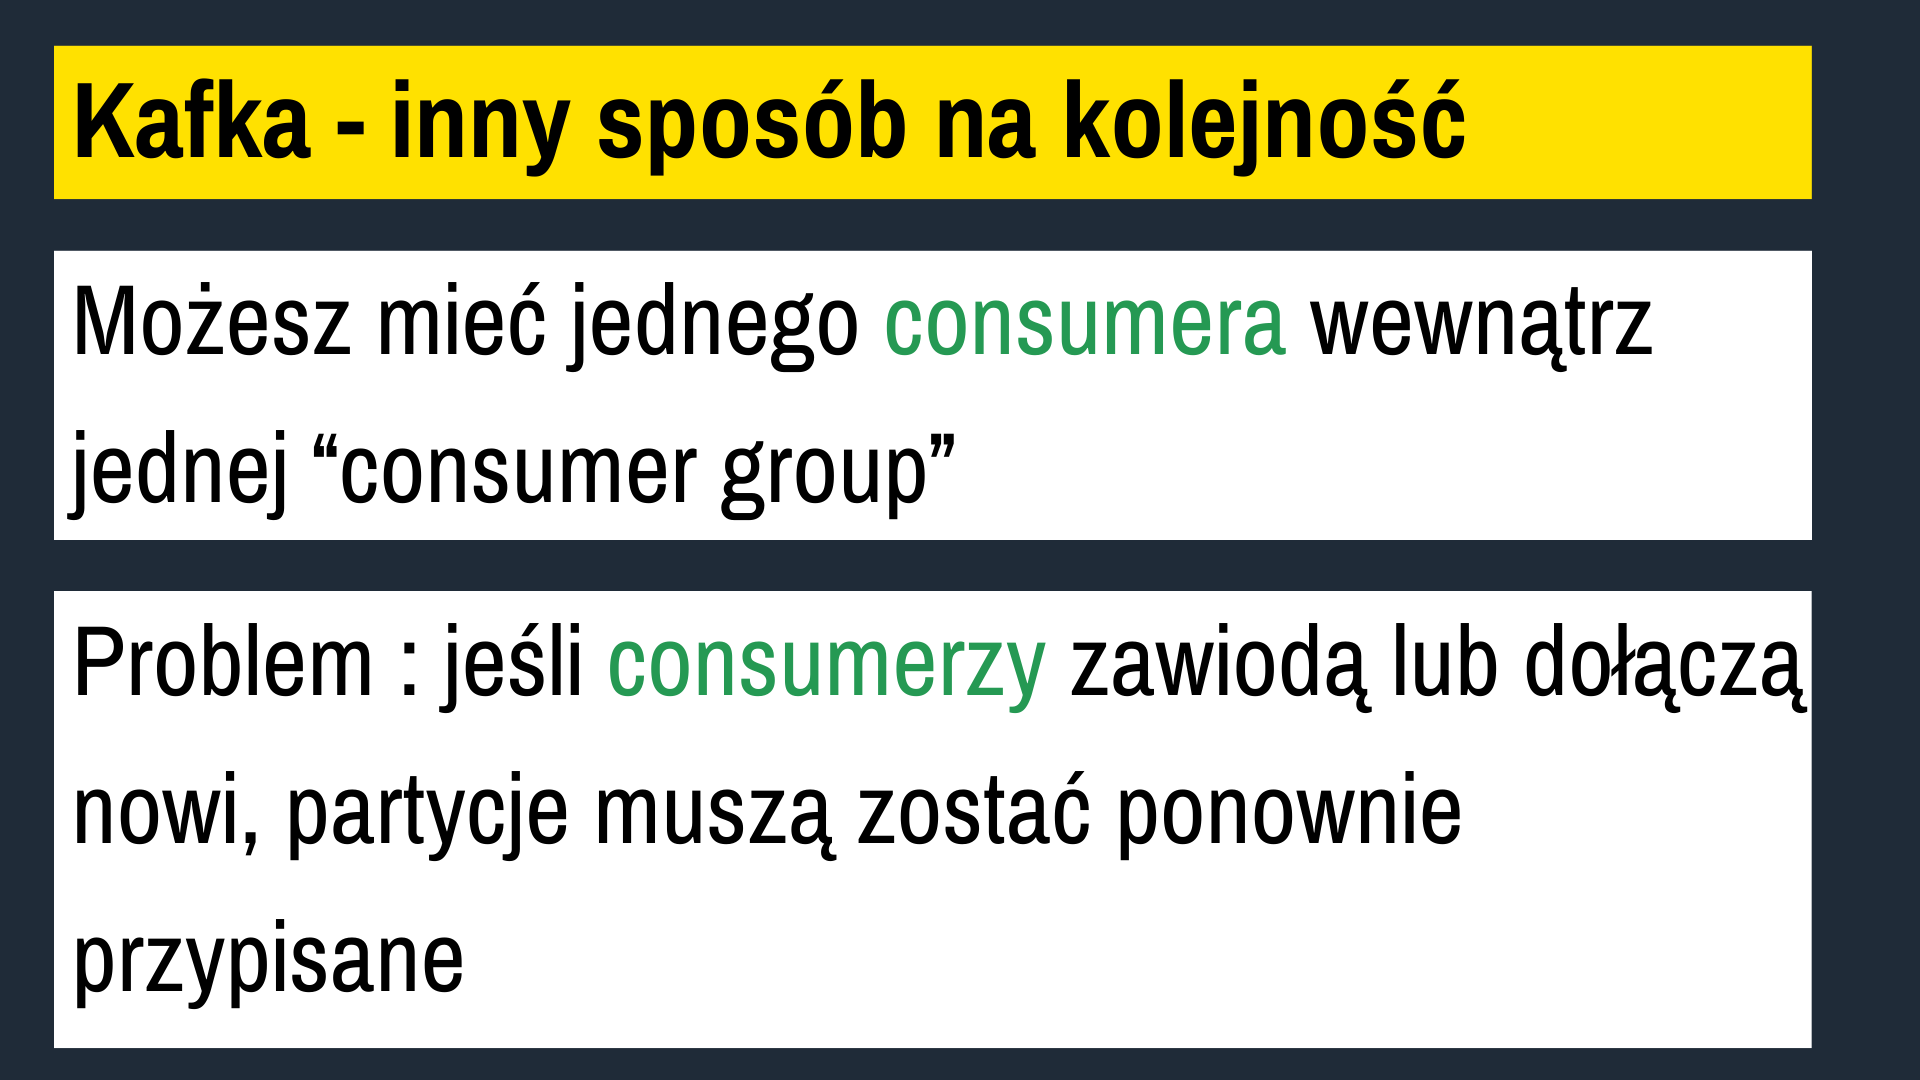 Kafka - inny sposób na kolejność
Możesz mieć jednego consumera wewnątrz
jednej “consumer group”
Problem : jeśli consumerzy zawiodą lub dołączą
nowi, partycje muszą zostać ponownie
przypisane